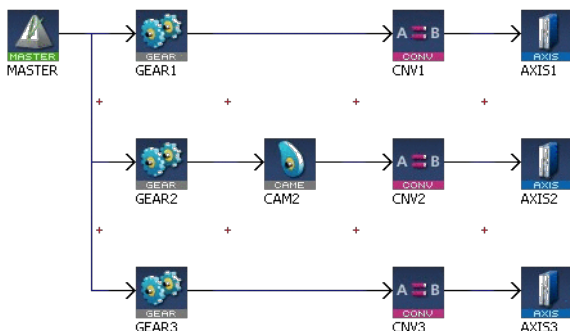 MASTER
MASTER
GEAR
GEAR1
A B
CONV
CNV1
AXIS
AXIS1
GEAR
GEAR2
CAME
CAM2
A B
CONV
CNV2
AXIS
AXIS2
GEAR
GEAR3
A B
CONV
CNV3
AXIS
AXIS3